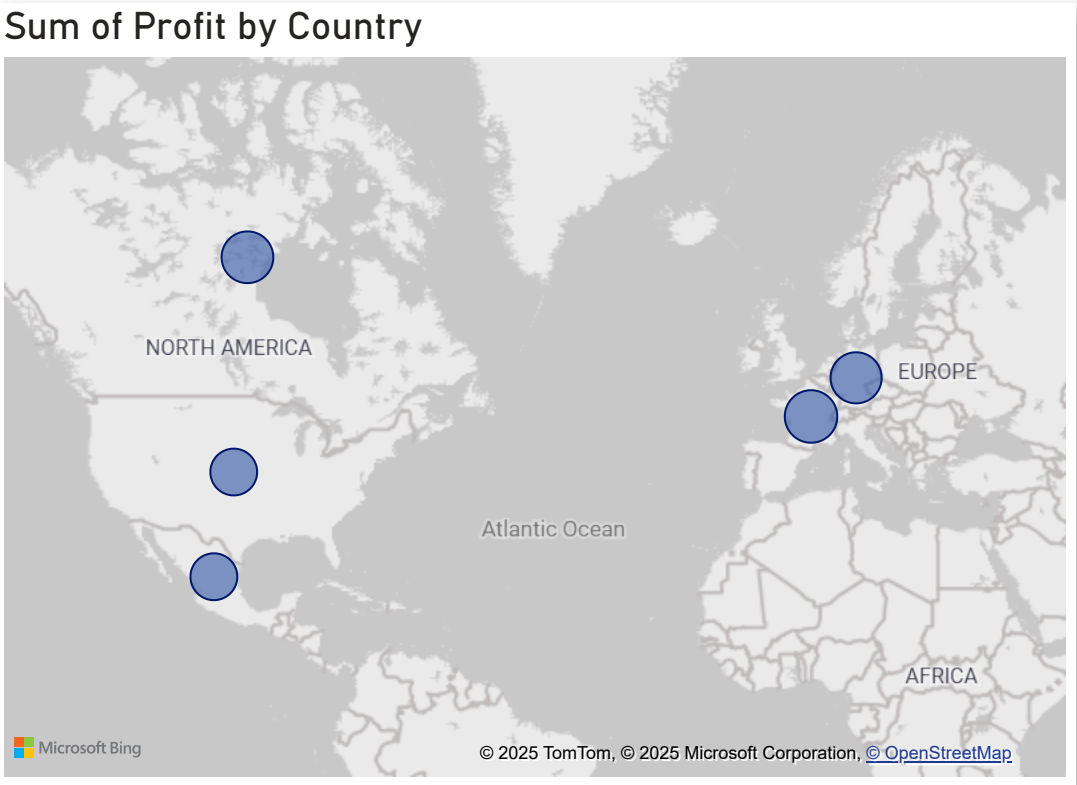 Sum of Profit by Country
NORTH AMERICA
EUROPE
Atlantic Ocean
AFRICA
Microsoft Bing
© 2025 TomTom, © 2025 Microsoft Corporation, © OpenStreetMap